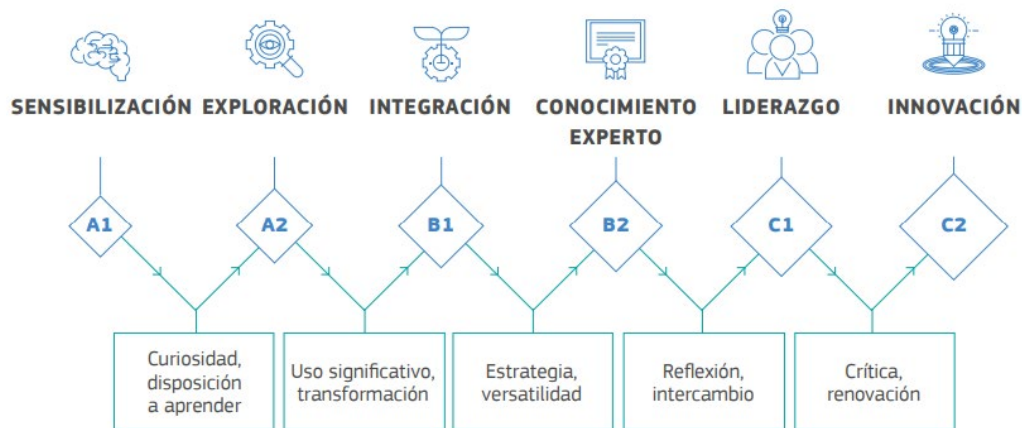 SENSIBILIZACIÓN EXPLORACIÓN INTEGRACIÓN CONOCIMIENTO EXPERTO LIDERAZGO INNOVACIÓN
A1 A2 B1 B2 C1 C2
Curiosidad,
disposición
a aprender
Uso significativo,
transformación
Estrategia,
versatilidad
Reflexión,
intercambio
Crítica,
renovación